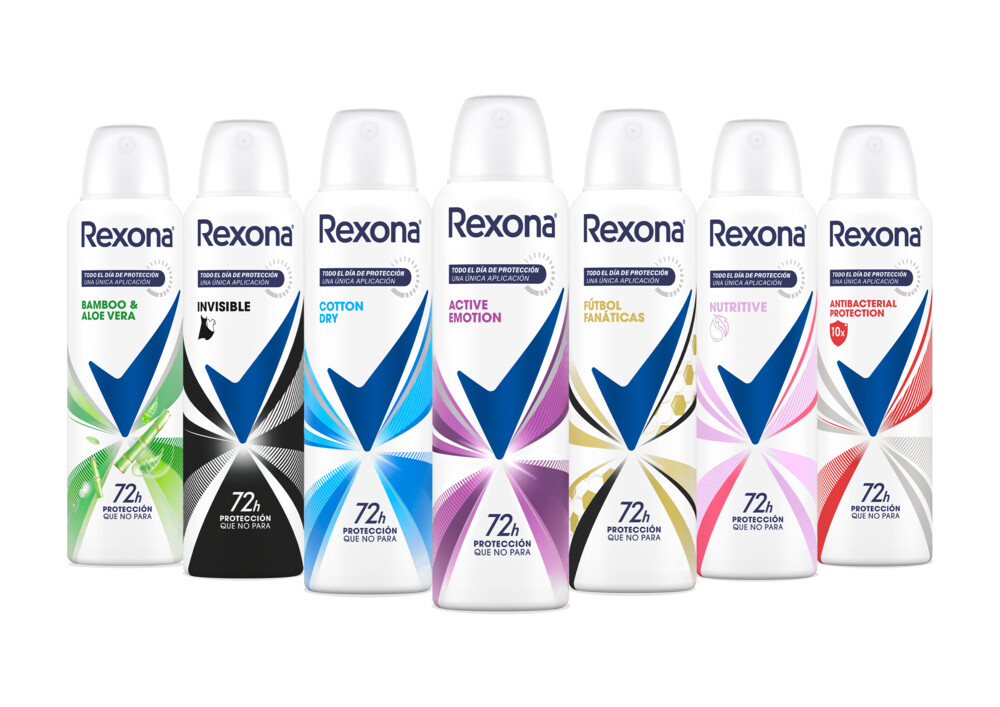 Rexona
TODO EL DÍA DE PROTECCIÓN
UNA ÚNICA APLICACIÓN
BAMBOO &
ALOE VERA
72h
PROTECCIÓN
QUE NO PARA
Rexona
TODO EL DÍA DE PROTECCIÓN
UNA ÚNICA APLICACIÓN
INVISIBLE
72h
PROTECCIÓN
QUE NO PARA
Rexona
TODO EL DÍA DE PROTECCIÓN
UNA ÚNICA APLICACIÓN
COTTON
DRY
72h
PROTECCIÓN
QUE NO PARA
Rexona
TODO EL DÍA DE PROTECCIÓN
UNA ÚNICA APLICACIÓN
ACTIVE
EMOTION
72h
PROTECCIÓN
QUE NO PARA
Rexona
TODO EL DÍA DE PROTECCIÓN
UNA ÚNICA APLICACIÓN
FÚTBOL
FANÁTICAS
72h
PROTECCIÓN
QUE NO PARA
Rexona
TODO EL DÍA DE PROTECCIÓN
UNA ÚNICA APLICACIÓN
NUTRITIVE
72h
PROTECCIÓN
QUE NO PARA
Rexona
TODO EL DÍA DE PROTECCIÓN
UNA ÚNICA APLICACIÓN
ANTIBACTERIAL
PROTECTION
10x
72h
PROTECCIÓN
QUE NO PARA